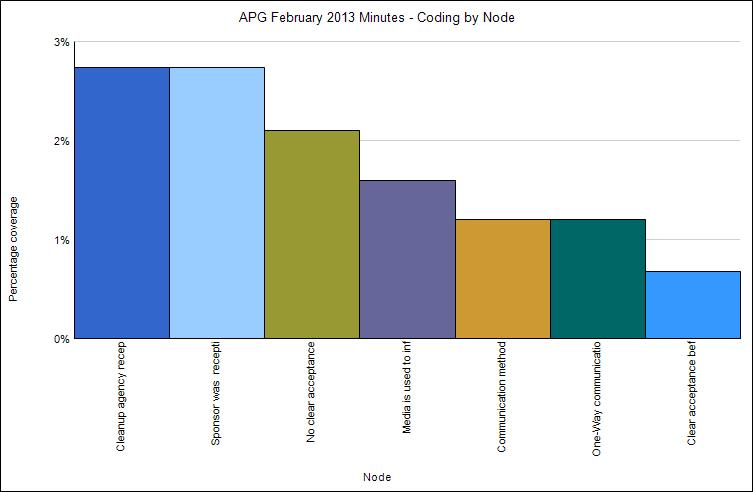 APG February 2013 Minutes - Coding by Node
3%
2%
1%
0%
Percentage coverage
Cleanup agency recep
Sponsor was  recepti
No clear acceptance
Media is used to inf
Communication method
One-Way communicatio
Clear acceptance bef
Node